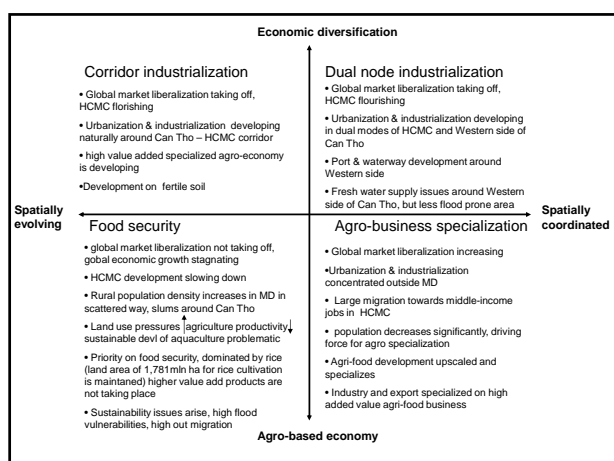 Economic diversification
Corridor industrialization
• Global market liberalization taking off,
HCMC florishing
• Urbanization & industrialization developing
naturally around Can Tho – HCMC corridor
• high value added specialized agro-economy
is developing
•Development on fertile soil
Dual node industrialization
• Global market liberalization taking off,
HCMC flourishing
• Urbanization & industrialization developing
in dual modes of HCMC and Western side of
Can Tho
• Port & waterway development around
Western side
• Fresh water supply issues around Western
side of Can Tho, but less flood prone area
Spatially
evolving
Spatially
coordinated
Food security
• global market liberalization not taking off,
gobal economic growth stagnating
• HCMC development slowing down
• Rural population density increases in MD in
scattered way, slums around Can Tho
• Land use pressures agriculture productivity
sustainable devl of aquaculture problematic
• Priority on food security, dominated by rice
(land area of 1,781mln ha for rice cultivation
is mantaned) higher value add products are
not taking place
• Sustainability issues arise, high flood
vulnerabilities, high out migration
Agro-business specialization
• Global market liberalization increasing
•Urbanization & industrialization
concentrated outside MD
• Large migration towards middle-income
jobs in HCMC
• population decreases significantly, driving
force for agro specialization
• Agri-food development upscaled and
specializes
• Industry and export specialized on high
added value agri-food business
Agro-based economy